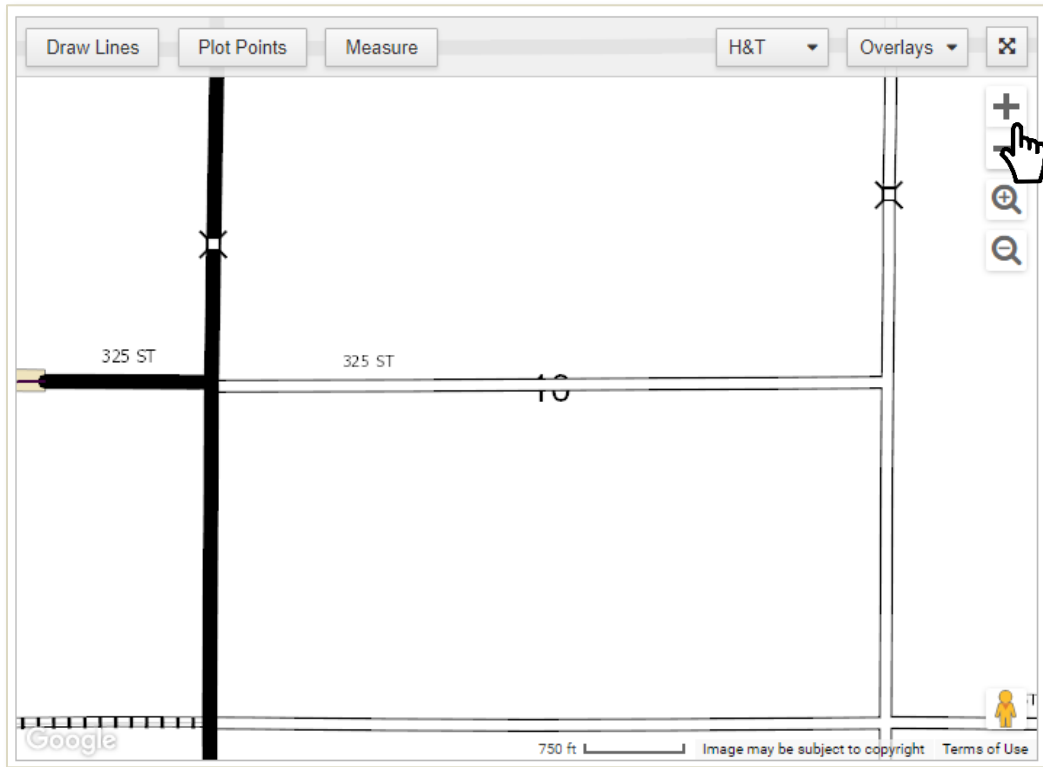 Draw Lines Plot Points Measure H&T Overlays
325 ST 325 ST
10
T
Google 750 ft Image may be subject to copyright Terms of Use